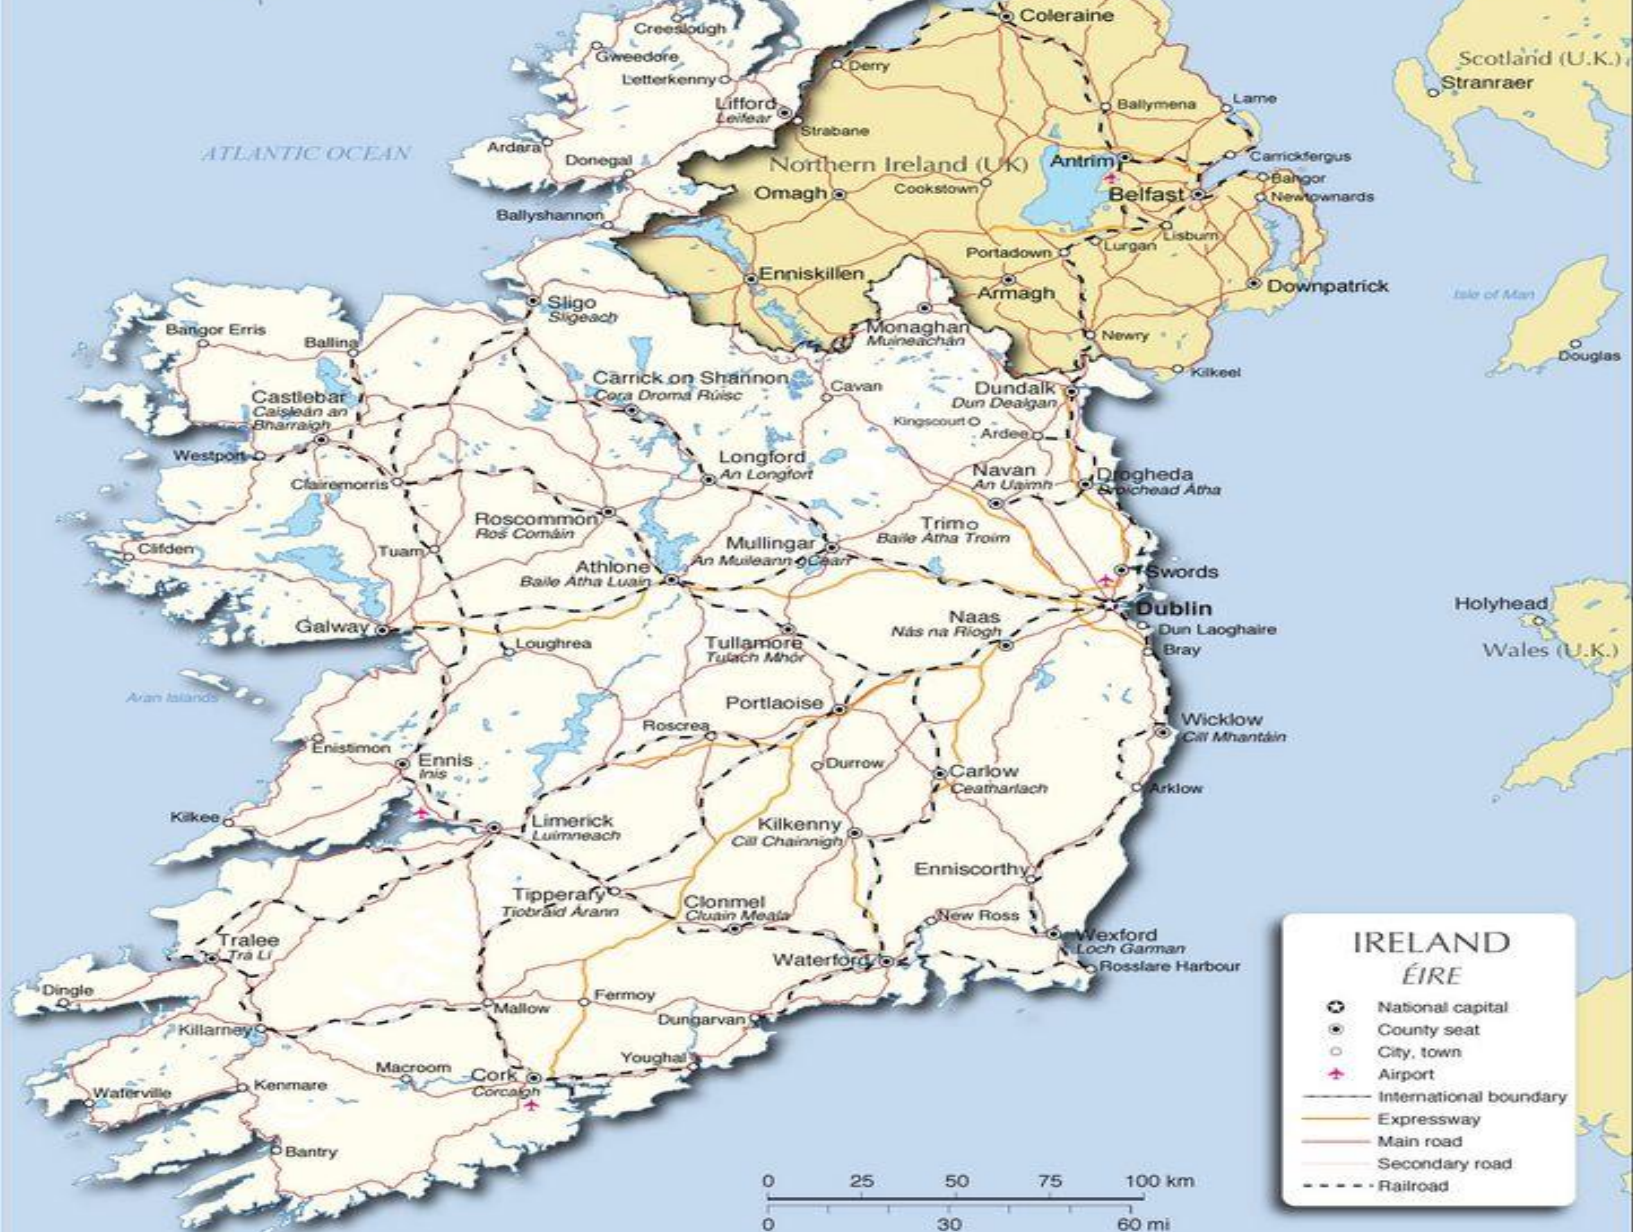 Creeslough
Gweedore
Letterkenny
Coleraine
Derry
Scotland (U.K.)
Stranraer
Lifford
Leifear
Strabane
Ballymena
Larne
ATLANTIC OCEAN
Ardara
Donegal
Northern Ireland (UK)
Antrim
Carrickfergus
Bangor
Omagh
Cookstown
Belfast
Newtownards
Ballyshannon
Lisburn
Lurgan
Portadown
Enniskillen
Armagh
Downpatrick
Isle of Man
Sligo
Sligeach
Bangor Erris
Ballina
Monaghan
Muineachán
Newry
Douglas
Kilkeel
Carrick on Shannon
Cora Droma Rúisc
Cavan
Dundalk
Dun Dealgan
Castlebar
Caisleán an
Bharraigh
Kingscourt
Ardee
Westport
Longford
An Longfort
Navan
An Uaimh
Drogheda
Droichead Átha
Claremorris
Roscommon
Ros Comáin
Trim
Baile Átha Troim
Clifden
Tuam
Mullingar
An Muileann gCearr
Athlone
Baile Átha Luain
Swords
Holyhead
Dublin
Naas
Nás na Ríogh
Dun Laoghaire
Galway
Loughrea
Tullamore
Tulach Mhór
Bray
Wales (U.K.)
Aran Islands
Portlaoise
Roscrea
Wicklow
Cill Mhantáin
Enistimon
Ennis
Inis
Durrow
Carlow
Ceatharlach
Arklow
Kilkee
Limerick
Luimneach
Kilkenny
Cill Chainnigh
Enniscorthy
Tipperary
Tiobraid Árann
Clonmel
Cluain Meala
New Ross
Wexford
Loch Garman
Tralee
Trá Lí
Waterford
Rosslare Harbour
Dingle
Mallow
Fermoy
Dungarvan
Killarney
Youghal
Macroom
Cork
Corcaigh
Waterville
Kenmare
Bantry
0 25 50 75 100 km
0 30 60 mi
IRELAND
ÉIRE
National capital
County seat
City, town
Airport
International boundary
Expressway
Main road
Secondary road
Railroad